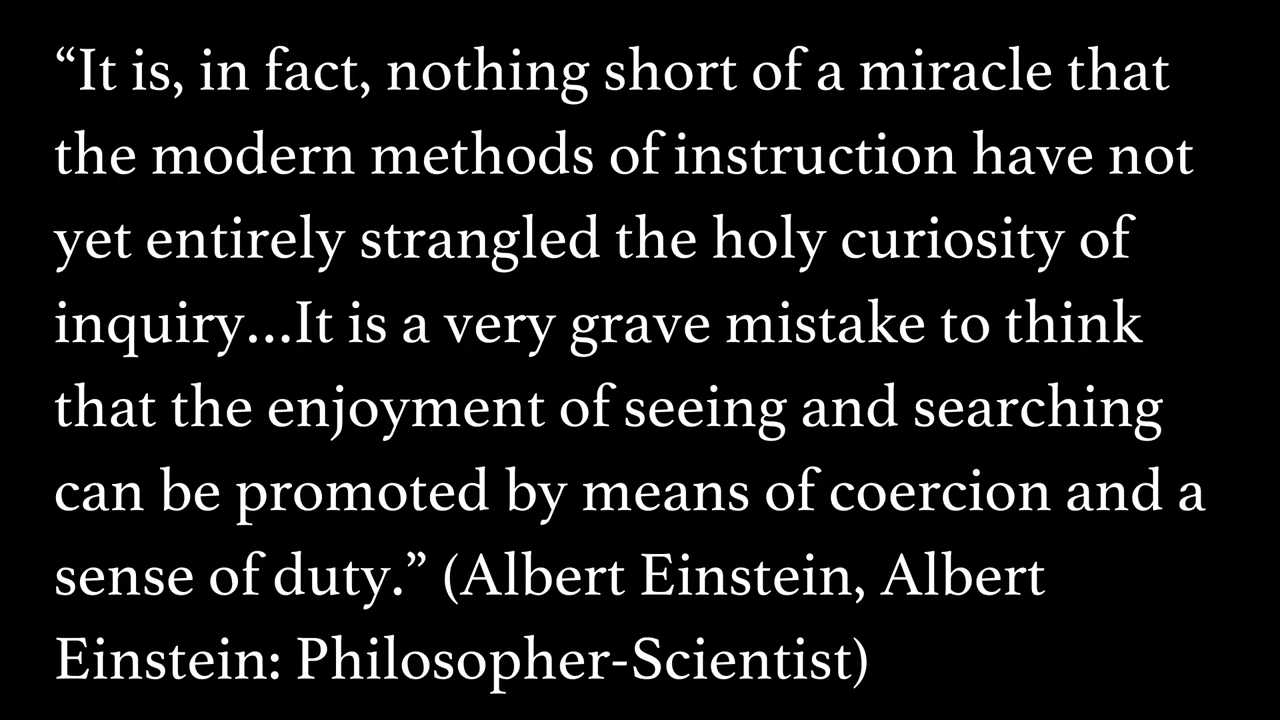 “It is, in fact, nothing short of a miracle that
the modern methods of instruction have not
yet entirely strangled the holy curiosity of
inquiry...It is a very grave mistake to think
that the enjoyment of seeing and searching
can be promoted by means of coercion and a
sense of duty.” (Albert Einstein, Albert
Einstein: Philosopher-Scientist)